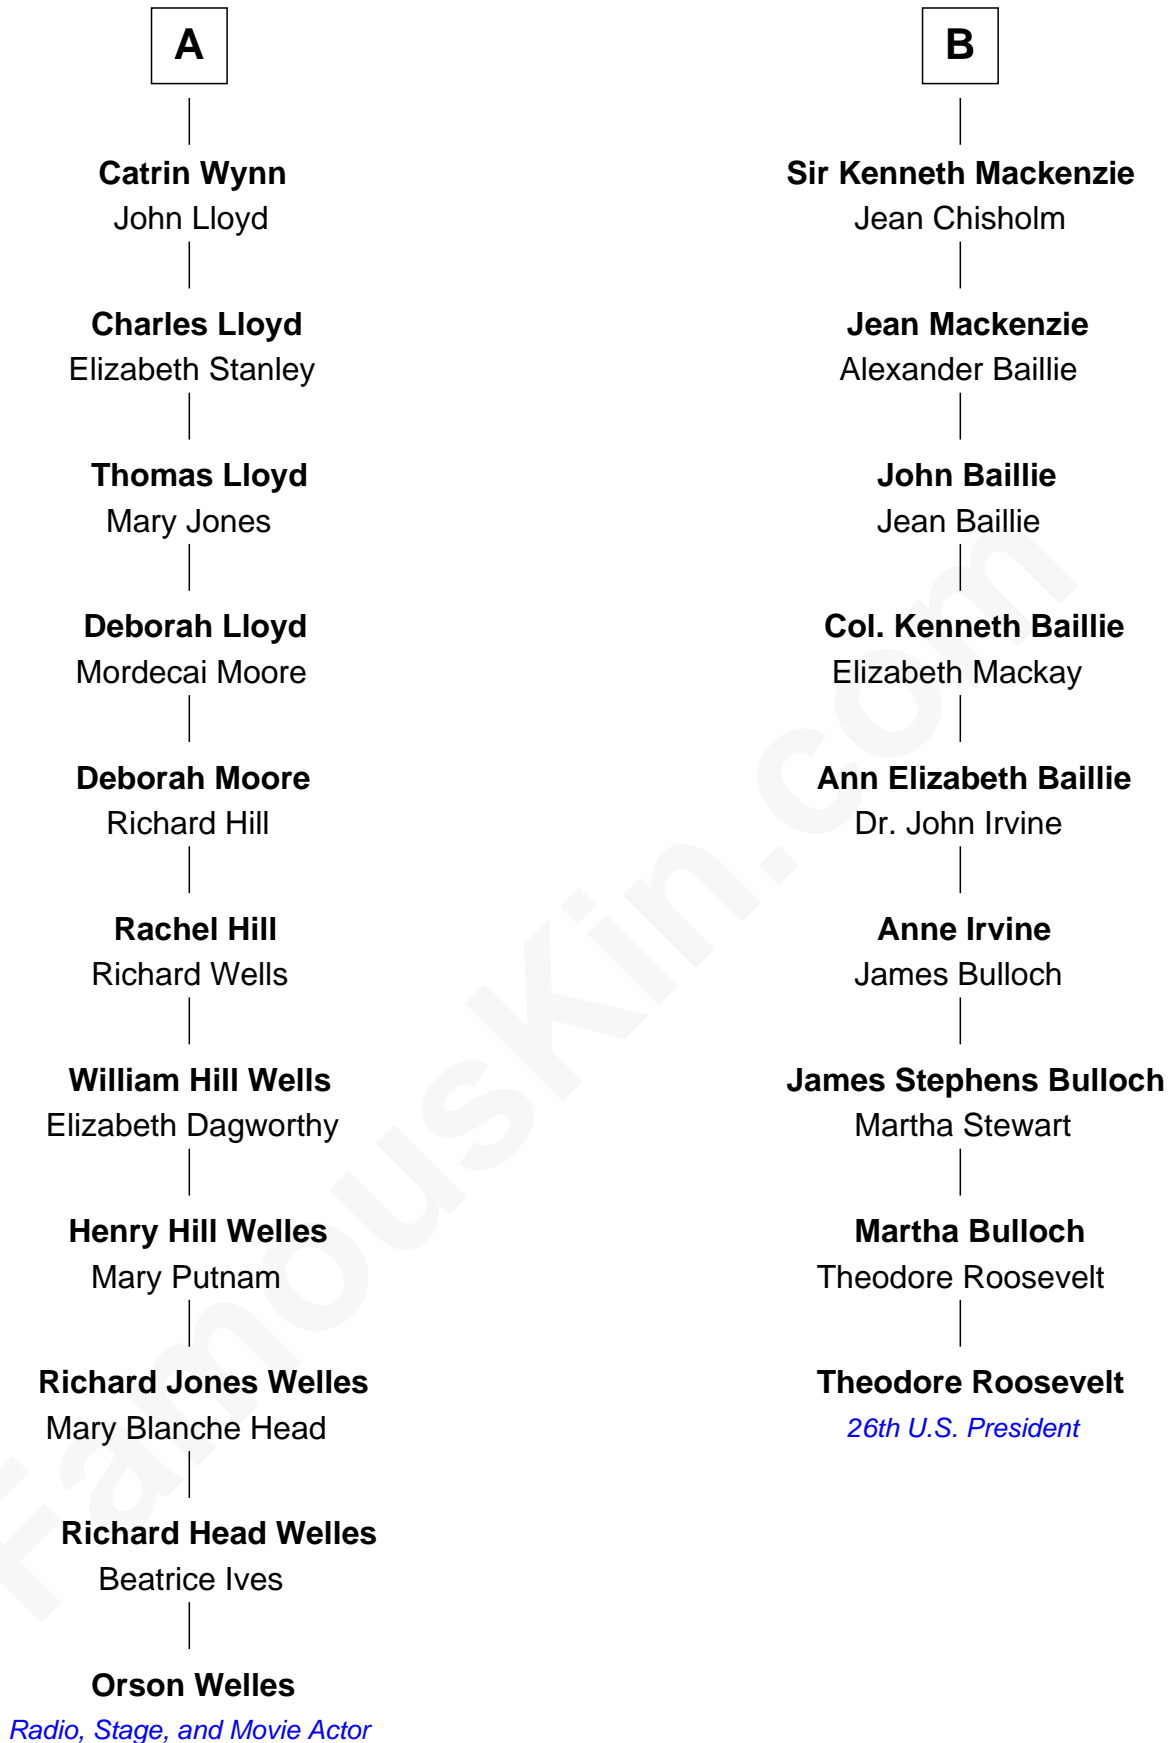 A
Catrin Wynn
John Lloyd
Charles Lloyd
Elizabeth Stanley
Thomas Lloyd
Mary Jones
Deborah Lloyd
Mordecai Moore
Deborah Moore
Richard Hill
Rachel Hill
Richard Wells
William Hill Wells
Elizabeth Dagworthy
Henry Hill Welles
Mary Putnam
Richard Jones Welles
Mary Blanche Head
Richard Head Welles
Beatrice Ives
Orson Welles
Radio, Stage, and Movie Actor
B
Sir Kenneth Mackenzie
Jean Chisholm
Jean Mackenzie
Alexander Baillie
John Baillie
Jean Baillie
Col. Kenneth Baillie
Elizabeth Mackay
Ann Elizabeth Baillie
Dr. John Irvine
Anne Irvine
James Bulloch
James Stephens Bulloch
Martha Stewart
Martha Bulloch
Theodore Roosevelt
Theodore Roosevelt
26th U.S. President
FamousKin.com